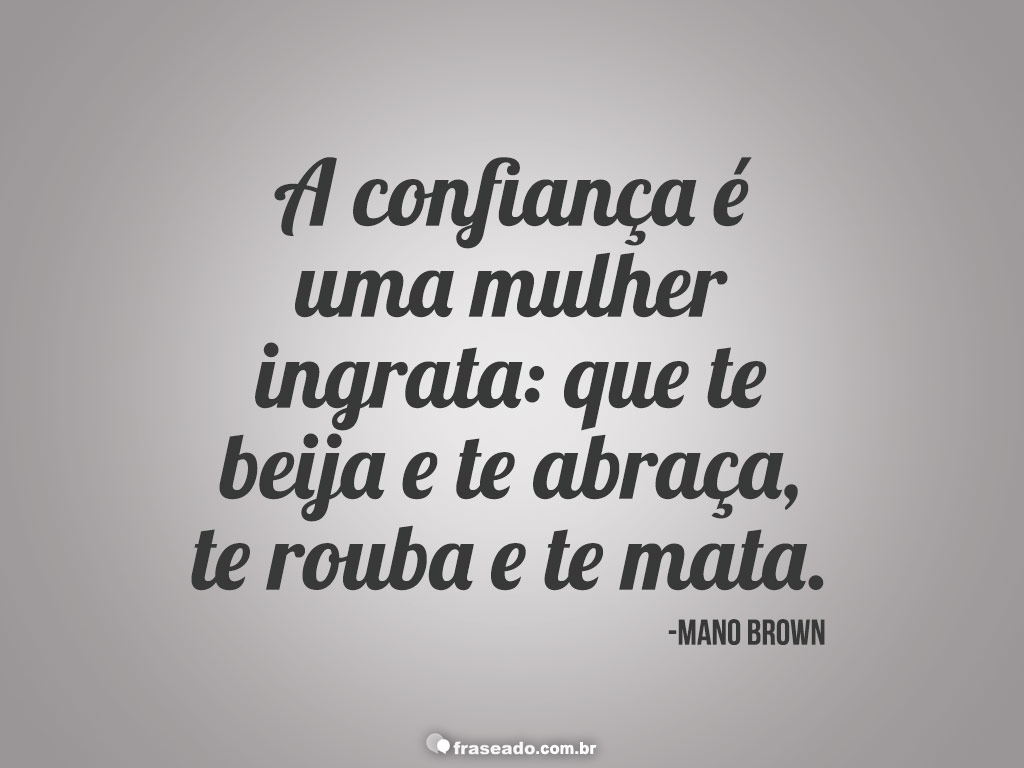 A confiança é
uma mulher
ingrata: que te
beija e te abraça,
te rouba e te mata.
-MANO BROWN
fraseado.com.br